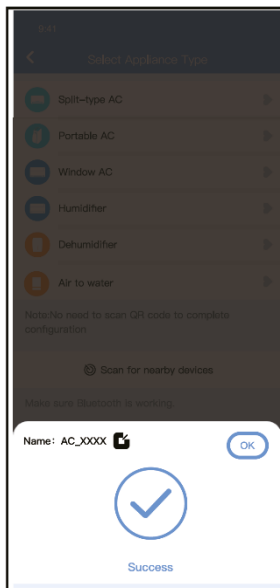 9:41
Select Appliance Type
Split-type AC
Portable AC
Window AC
Humidifier
Dehumidifier
Air to water
Note:No need to scan QR code to complete
configuration
Scan for nearby devices
Make sure Bluetooth is working.
Name: AC_XXXX
OK
Success